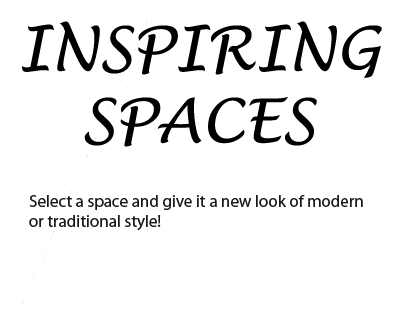 INSPIRING
SPACES
Select a space and give it a new look of modern
or traditional style!